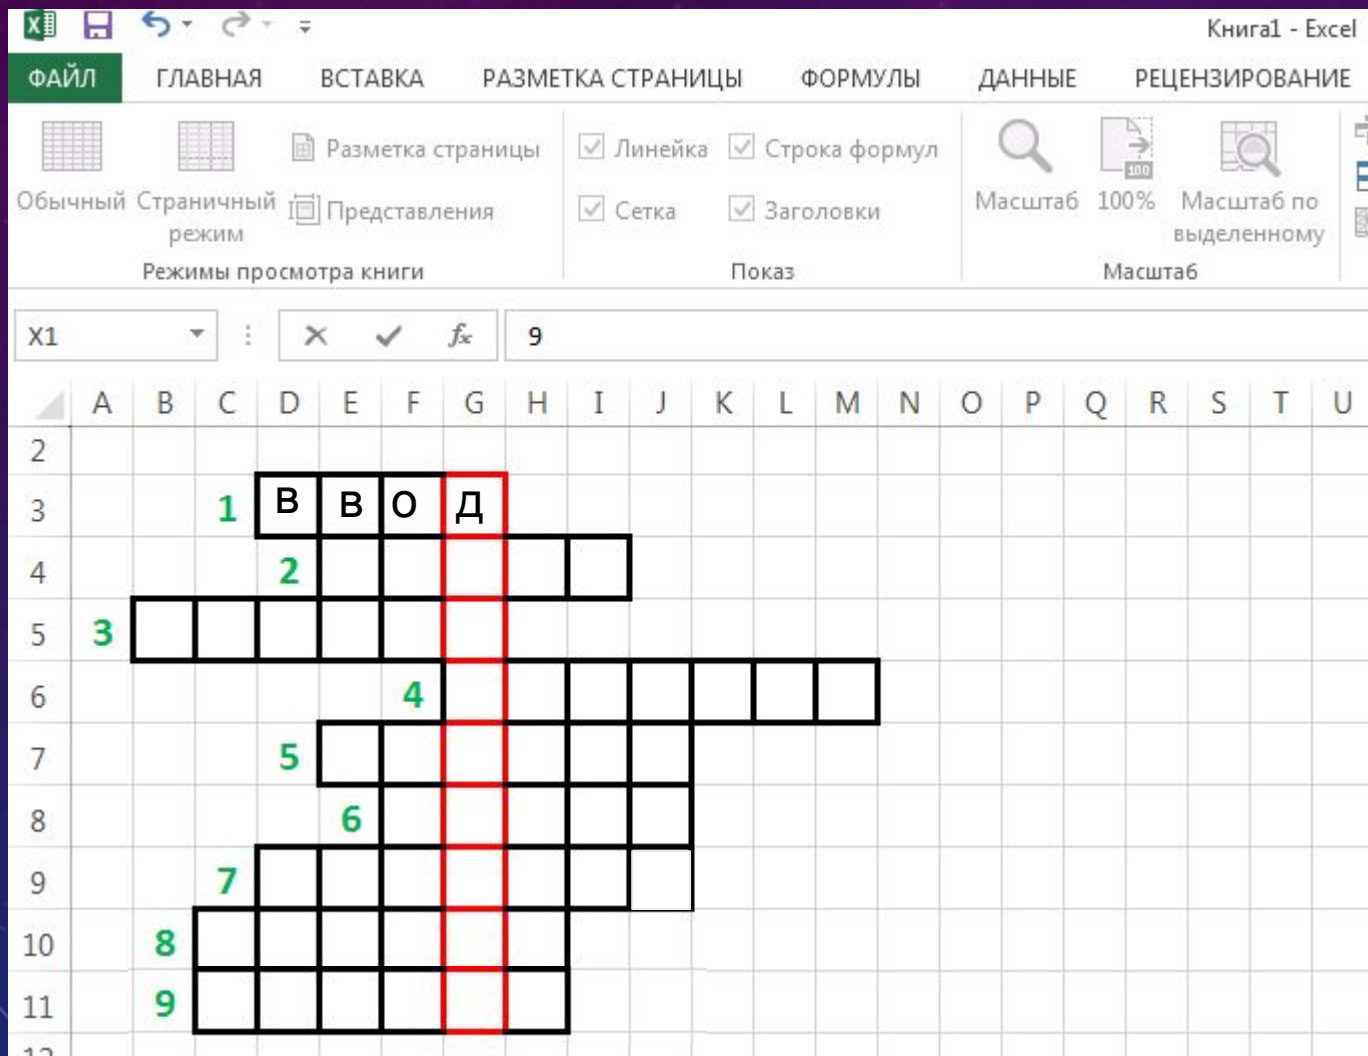 Книга1 - Excel
ФАЙЛ ГЛАВНАЯ ВСТАВКА РАЗМЕТКА СТРАНИЦЫ ФОРМУЛЫ ДАННЫЕ РЕЦЕНЗИРОВАНИЕ
Обычный Страничный режим Разметка страницы Представления
Режимы просмотра книги
Линейка Строка формул
Сетка Заголовки
Показ
Масштаб 100% Масштаб по выделенному
100
Масштаб
X1 fx 9
A B C D E F G H I J K L M N O P Q R S T U
2
3 1 В В О Д
4 2
5 3
6 4
7 5
8 6
9 7
10 8
11 9
12